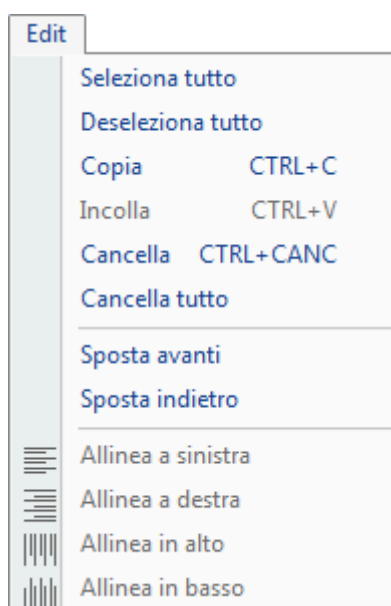 Edit
Seleziona tutto
Deseleziona tutto
Copia CTRL+C
Incolla CTRL+V
Cancella CTRL+CANC
Cancella tutto
Sposta avanti
Sposta indietro
Allinea a sinistra
Allinea a destra
Allinea in alto
Allinea in basso